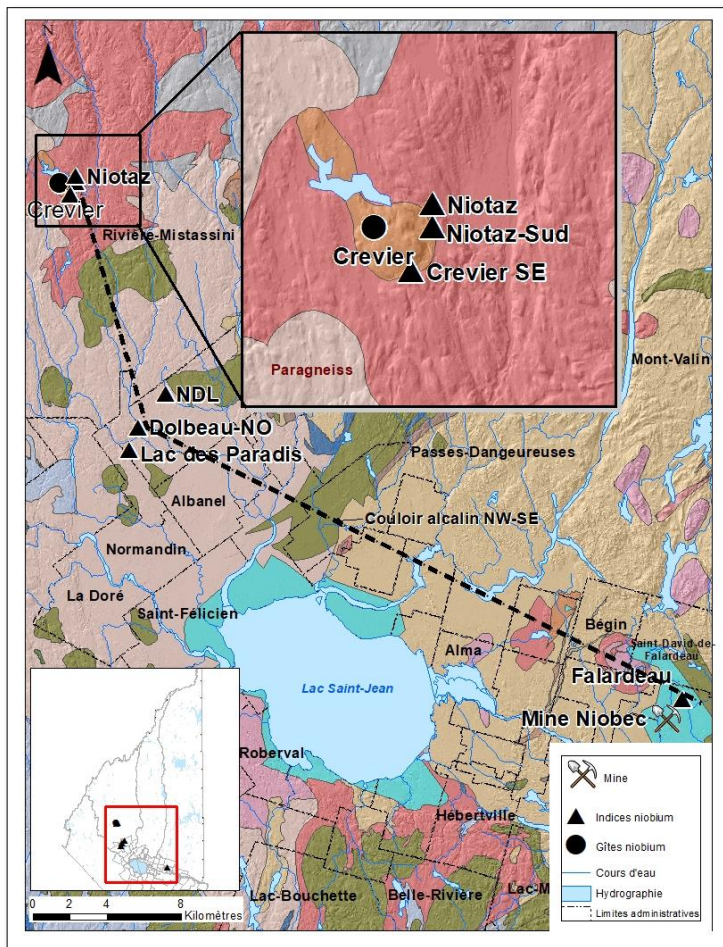 N
Niotaz
Crevier
Rivière-Mistassini
Niotaz
Niotaz-Sud
Crevier
Crevier SE
Paragneiss
Mont-Valin
NDL
Dolbeau-NO
Lac des Paradis
Passes-Dangeureuses
Albanel
Couloir alcalin NW-SE
Normandin
La Doré
Saint-Félicien
Bégin
Saint-David-de-
Falardeau
Alma
Falardeau
Lac Saint-Jean
Mine Niobec
Roberval
Hébertville
Lac-Bouchette
Belle-Rivière
Lac-M
Mine
Indices niobium
Gîtes niobium
Cours d'eau
Hydrographie
Limites administratives
0 2 4 8
Kilomètres